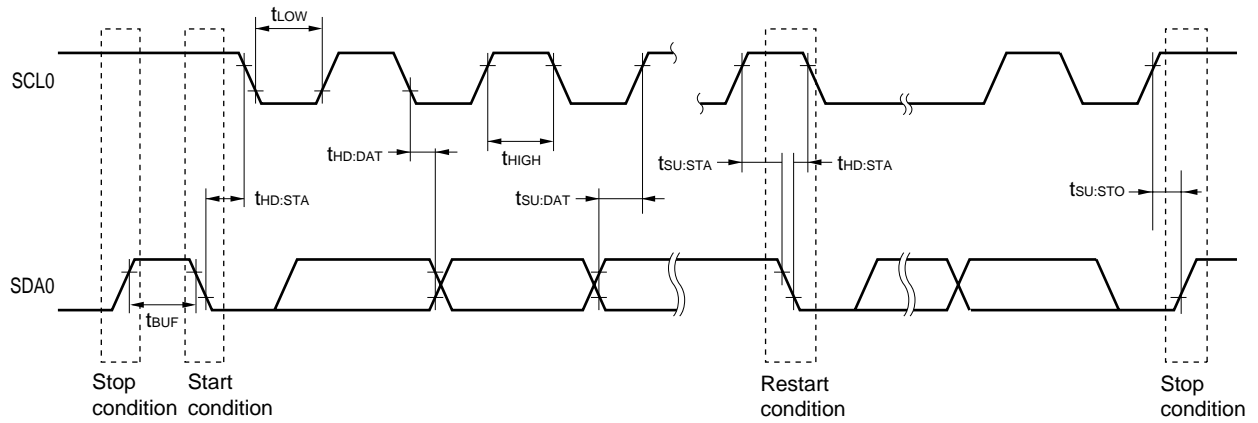 tLOW
SCL0
tHD:DAT
tHIGH
tSU:STA
tHD:STA
tHD:STA
tSU:DAT
tSU:STO
SDA0
tBUF
Stop
condition
Start
condition
Restart
condition
Stop
condition